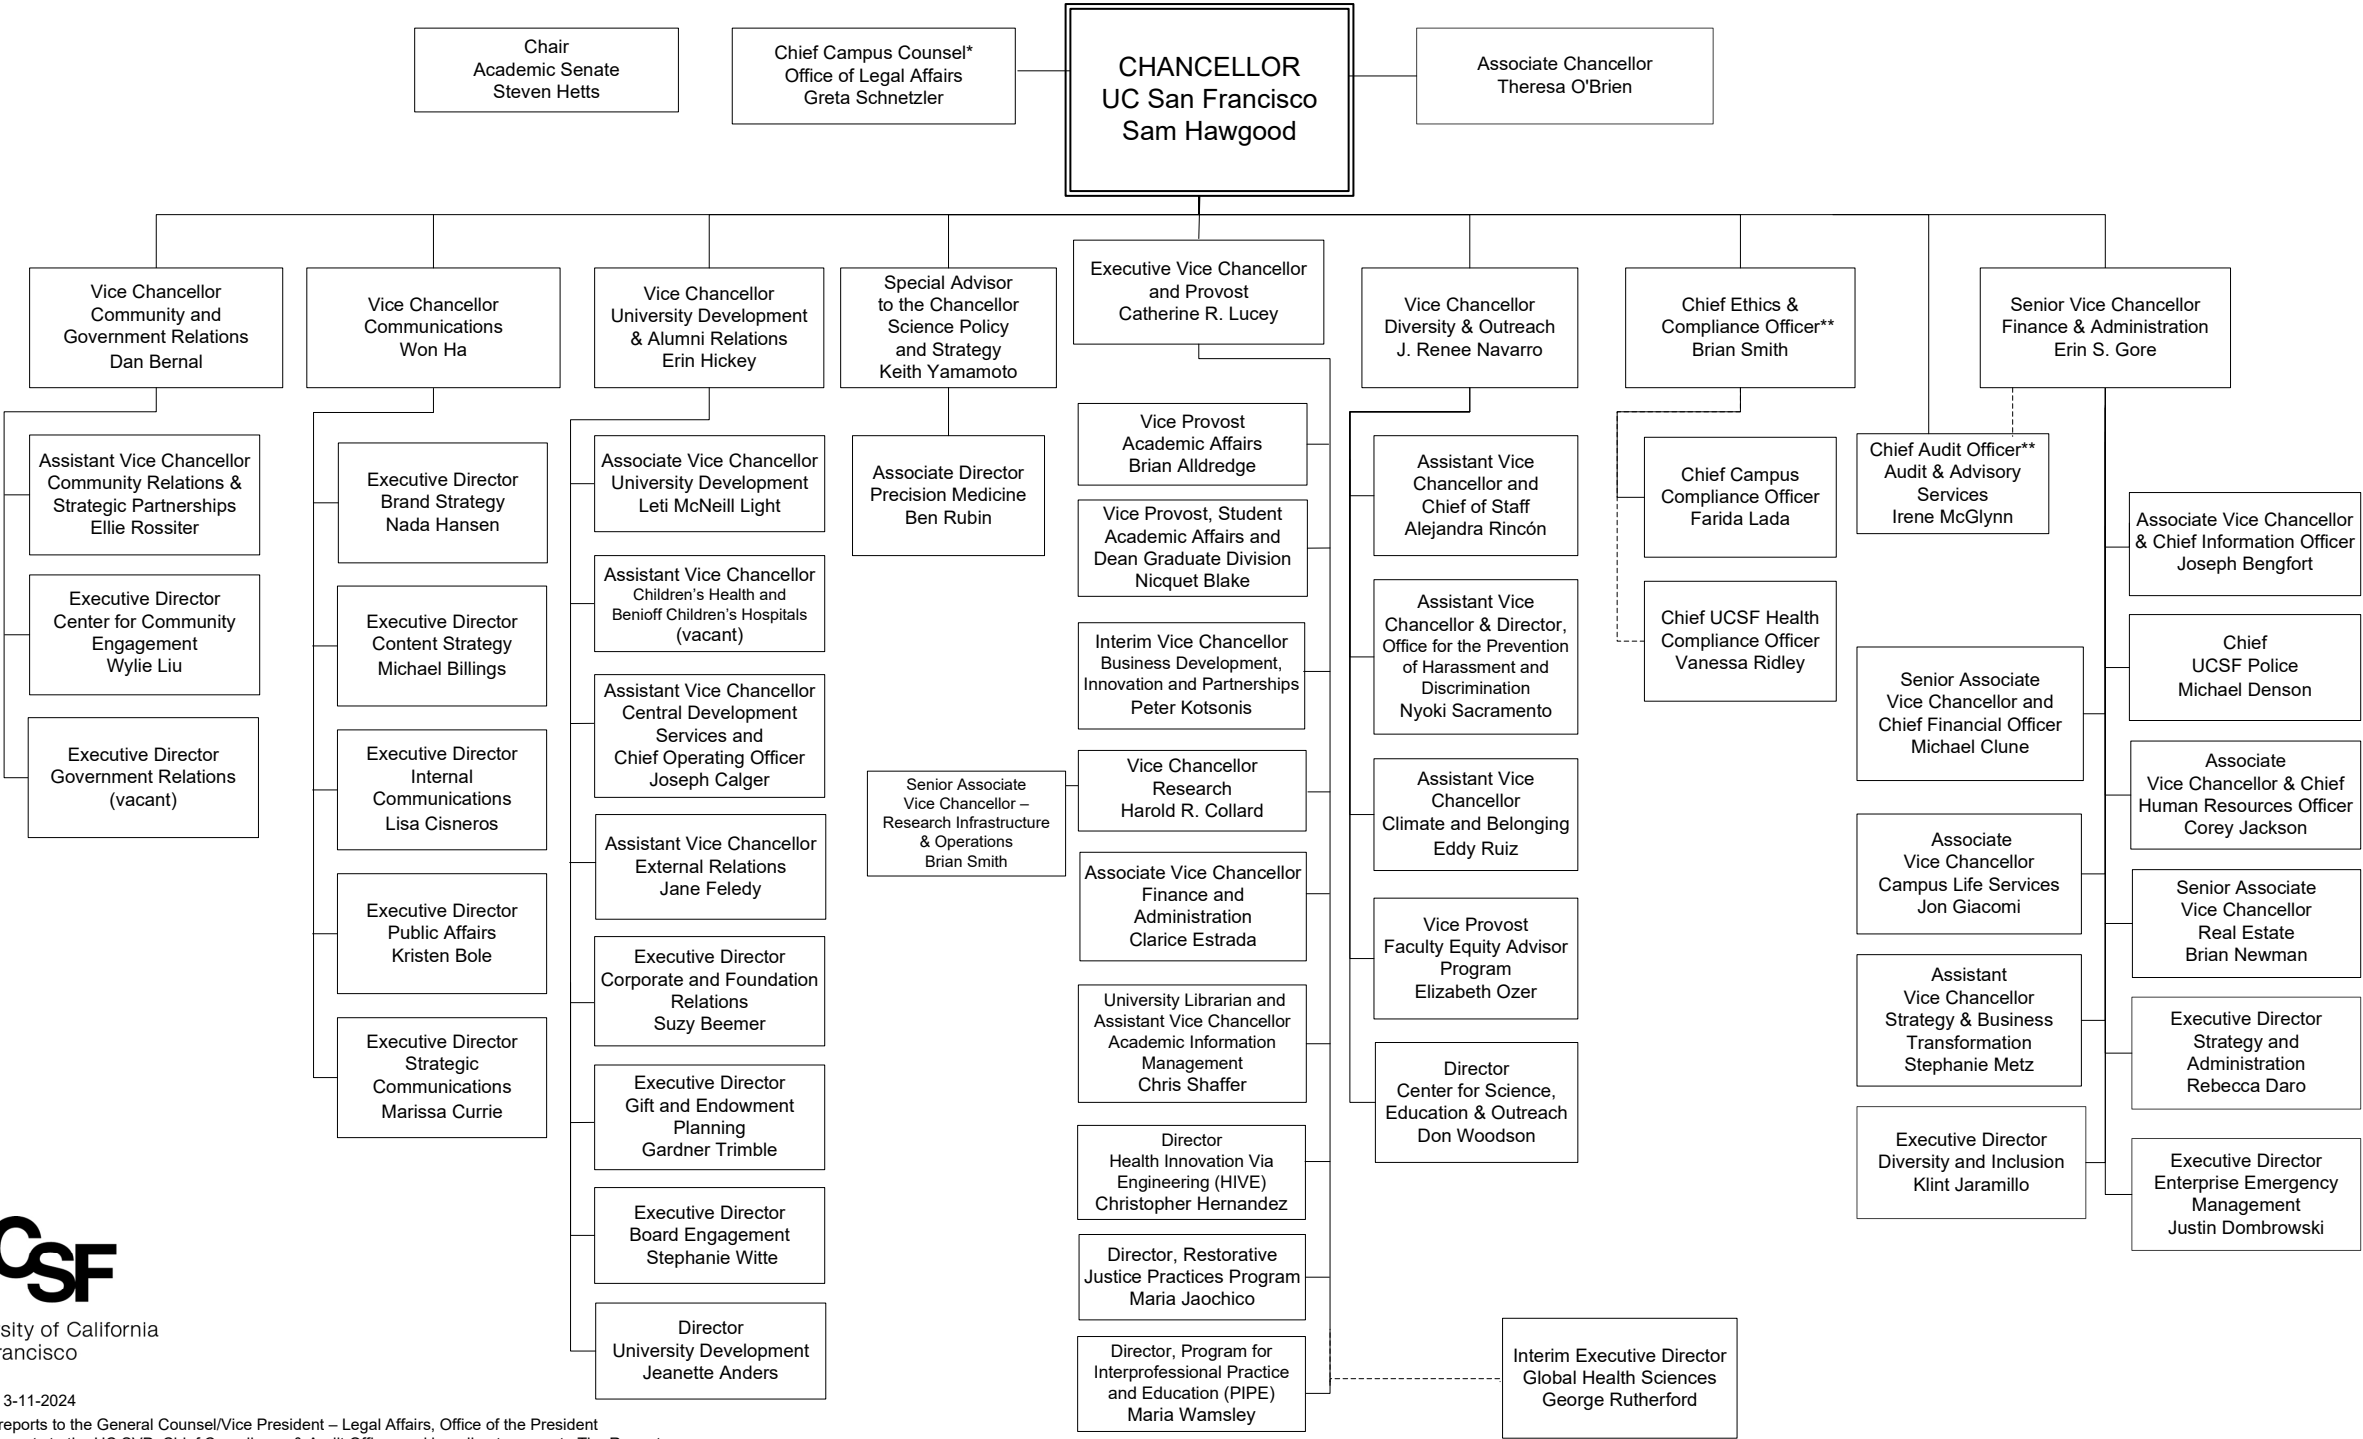 Chair
Academic Senate
Steven Hetts
Chief Campus Counsel*
Office of Legal Affairs
Greta Schnetzler
CHANCELLOR
UC San Francisco
Sam Hawgood
Associate Chancellor
Theresa O'Brien
Vice Chancellor
Community and
Government Relations
Dan Bernal
Assistant Vice Chancellor
Community Relations &
Strategic Partnerships
Ellie Rossiter
Executive Director
Center for Community
Engagement
Wylie Liu
Executive Director
Government Relations
(vacant)
Vice Chancellor
Communications
Won Ha
Executive Director
Brand Strategy
Nada Hansen
Executive Director
Content Strategy
Michael Billings
Executive Director
Internal
Communications
Lisa Cisneros
Executive Director
Public Affairs
Kristen Bole
Executive Director
Strategic
Communications
Marissa Currie
Vice Chancellor
University Development
& Alumni Relations
Erin Hickey
Associate Vice Chancellor
University Development
Leti McNeill Light
Assistant Vice Chancellor
Children’s Health and
Benioff Children’s Hospitals
(vacant)
Assistant Vice Chancellor
Central Development
Services and
Chief Operating Officer
Joseph Calger
Assistant Vice Chancellor
External Relations
Jane Feledy
Executive Director
Corporate and Foundation
Relations
Suzy Beemer
Executive Director
Gift and Endowment
Planning
Gardner Trimble
Executive Director
Board Engagement
Stephanie Witte
Director
University Development
Jeanette Anders
Special Advisor
to the Chancellor
Science Policy
and Strategy
Keith Yamamoto
Associate Director
Precision Medicine
Ben Rubin
Executive Vice Chancellor
and Provost
Catherine R. Lucey
Vice Provost
Academic Affairs
Brian Alldredge
Vice Provost, Student
Academic Affairs and
Dean Graduate Division
Nicquet Blake
Interim Vice Chancellor
Business Development,
Innovation and Partnerships
Peter Kotsonis
Vice Chancellor
Research
Harold R. Collard
Senior Associate
Vice Chancellor –
Research Infrastructure
& Operations
Brian Smith
Associate Vice Chancellor
Finance and
Administration
Clarice Estrada
University Librarian and
Assistant Vice Chancellor
Academic Information
Management
Chris Shaffer
Director
Health Innovation Via
Engineering (HIVE)
Christopher Hernandez
Director, Restorative
Justice Practices Program
Maria Jaochico
Director, Program for
Interprofessional Practice
and Education (PIPE)
Maria Wamsley
Interim Executive Director
Global Health Sciences
George Rutherford
Vice Chancellor
Diversity & Outreach
J. Renee Navarro
Assistant Vice
Chancellor and
Chief of Staff
Alejandra Rincón
Assistant Vice
Chancellor & Director,
Office for the Prevention
of Harassment and
Discrimination
Nyoki Sacramento
Assistant Vice
Chancellor
Climate and Belonging
Eddy Ruiz
Vice Provost
Faculty Equity Advisor
Program
Elizabeth Ozer
Director
Center for Science,
Education & Outreach
Don Woodson
Chief Ethics &
Compliance Officer**
Brian Smith
Chief Campus
Compliance Officer
Farida Lada
Chief UCSF Health
Compliance Officer
Vanessa Ridley
Chief Audit Officer**
Audit & Advisory
Services
Irene McGlynn
Senior Vice Chancellor
Finance & Administration
Erin S. Gore
Senior Associate
Vice Chancellor and
Chief Financial Officer
Michael Clune
Associate
Vice Chancellor
Campus Life Services
Jon Giacomi
Assistant
Vice Chancellor
Strategy & Business
Transformation
Stephanie Metz
Executive Director
Diversity and Inclusion
Klint Jaramillo
Associate Vice Chancellor
& Chief Information Officer
Joseph Bengfort
Chief
UCSF Police
Michael Denson
Associate
Vice Chancellor & Chief
Human Resources Officer
Corey Jackson
Senior Associate
Vice Chancellor
Real Estate
Brian Newman
Executive Director
Strategy and
Administration
Rebecca Daro
Executive Director
Enterprise Emergency
Management
Justin Dombrowski
CSF
sity of California
rancisco
3-11-2024
reports to the General Counsel/Vice President – Legal Affairs, Office of the President